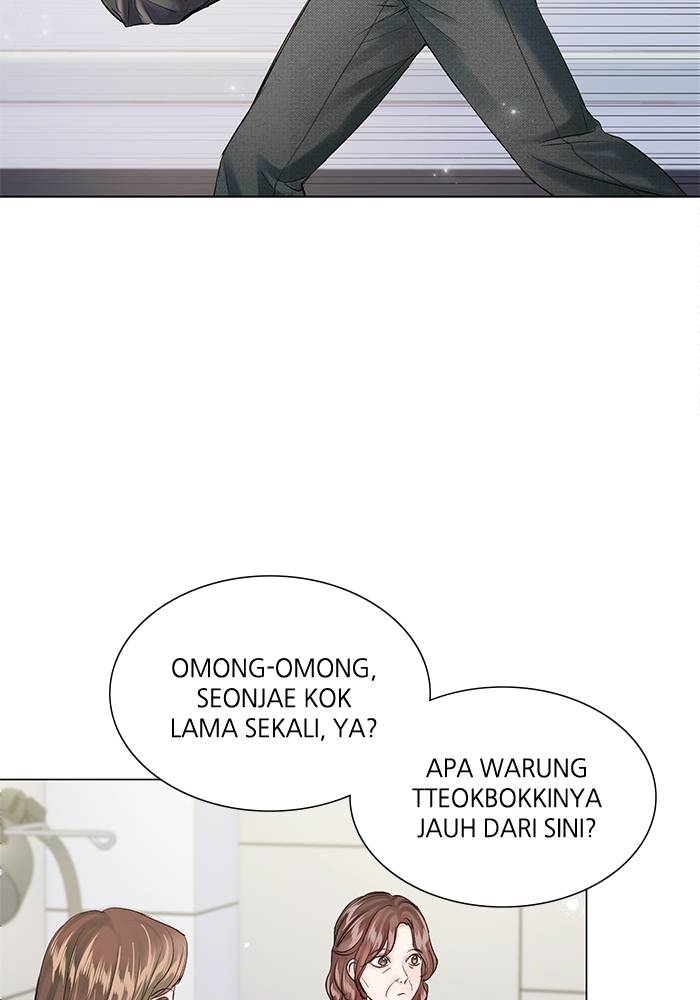 OMONG-OMONG,
SEONJAE KOK
LAMA SEKALI, YA?
APA WARUNG
TTEOKBOKKINYA
JAUH DARI SINI?